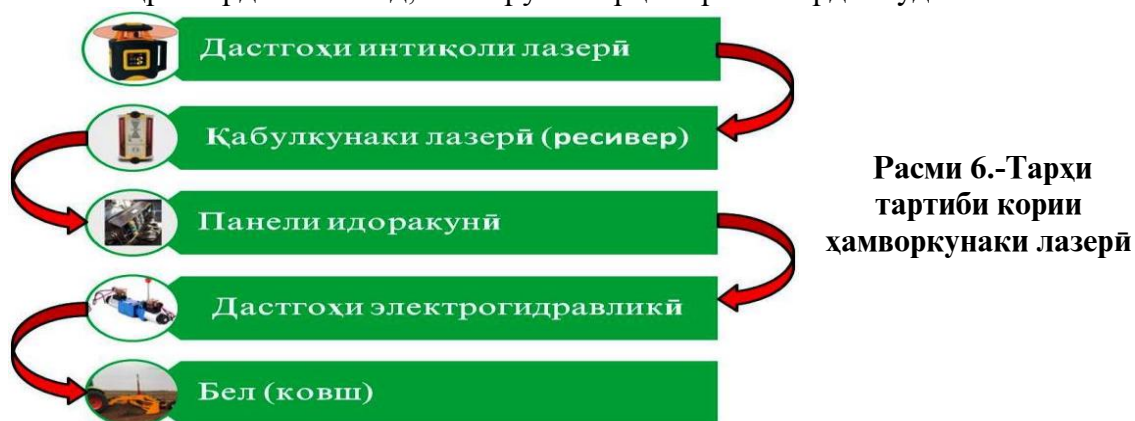 Дастгоҳи интиқоли лазерӣ
Қабулкунаки лазерӣ (ресивер)
Панели идоракунӣ
Дастгоҳи электрогидравликӣ
Бел (ковш)
Расми 6.-Тарҳи
тартиби кории
ҳамворкунаки лазерӣ